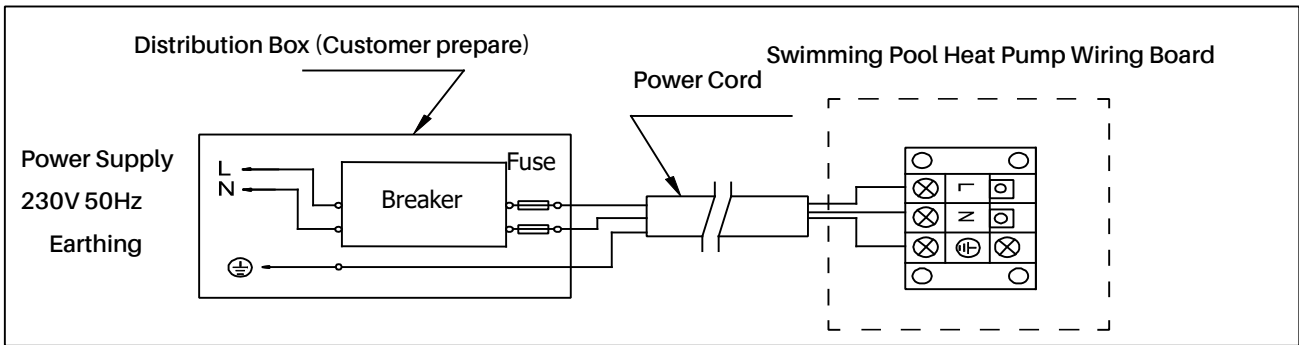 Distribution Box (Customer prepare)
Swimming Pool Heat Pump Wiring Board
Power Cord
Power Supply
230V 50Hz
Earthing
L
N
Breaker
Fuse
L
N